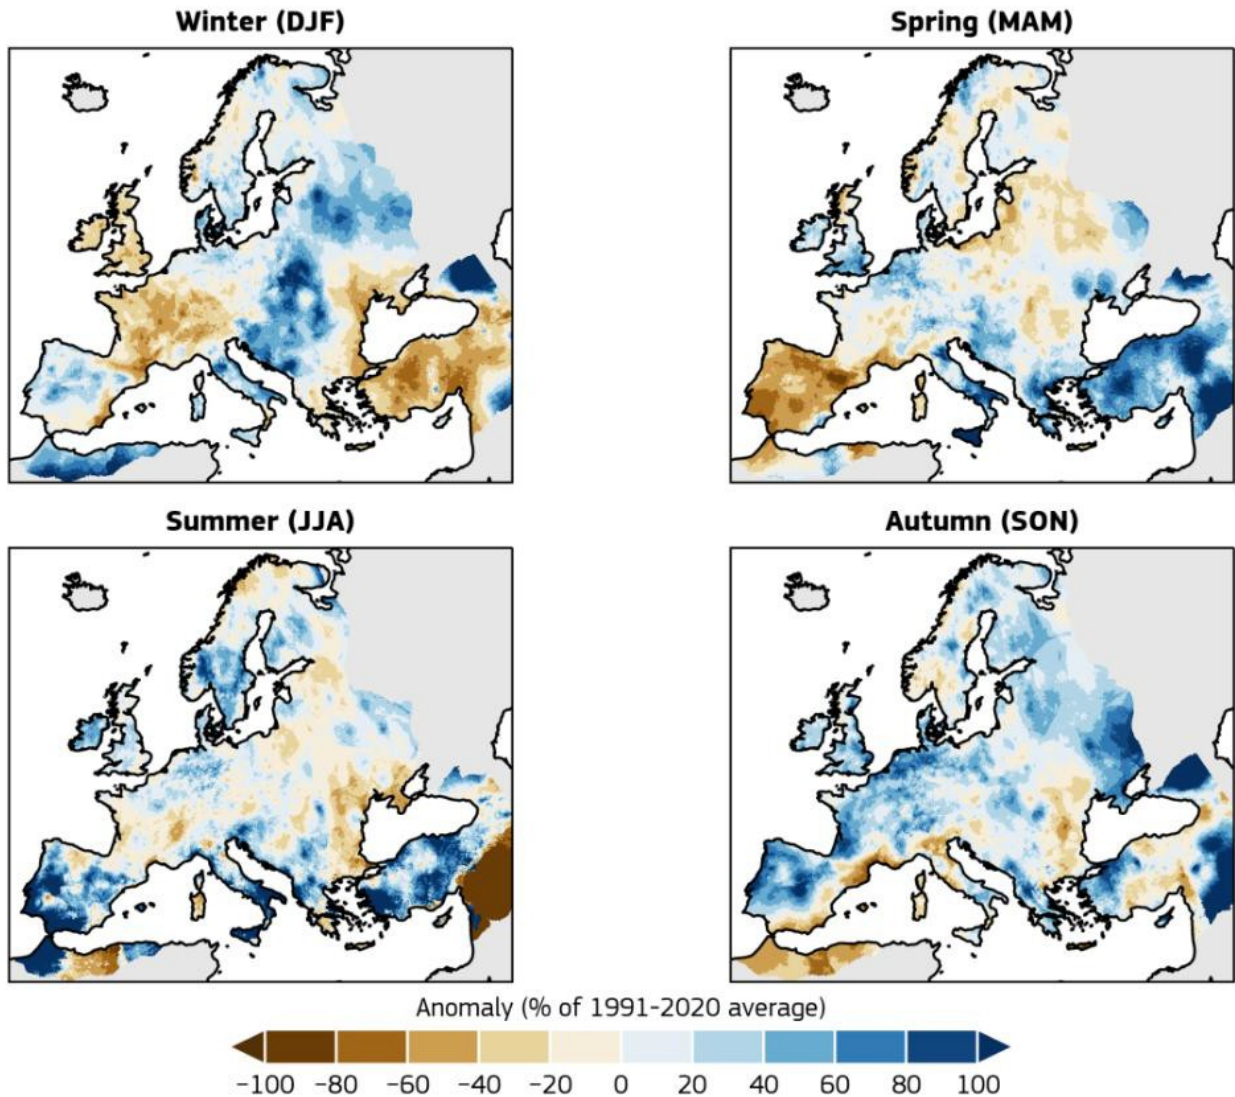 Winter (DJF)
Spring (MAM)
Summer (JJA)
Autumn (SON)
Anomaly (% of 1991-2020 average)
−100 −80 −60 −40 −20 0 20 40 60 80 100